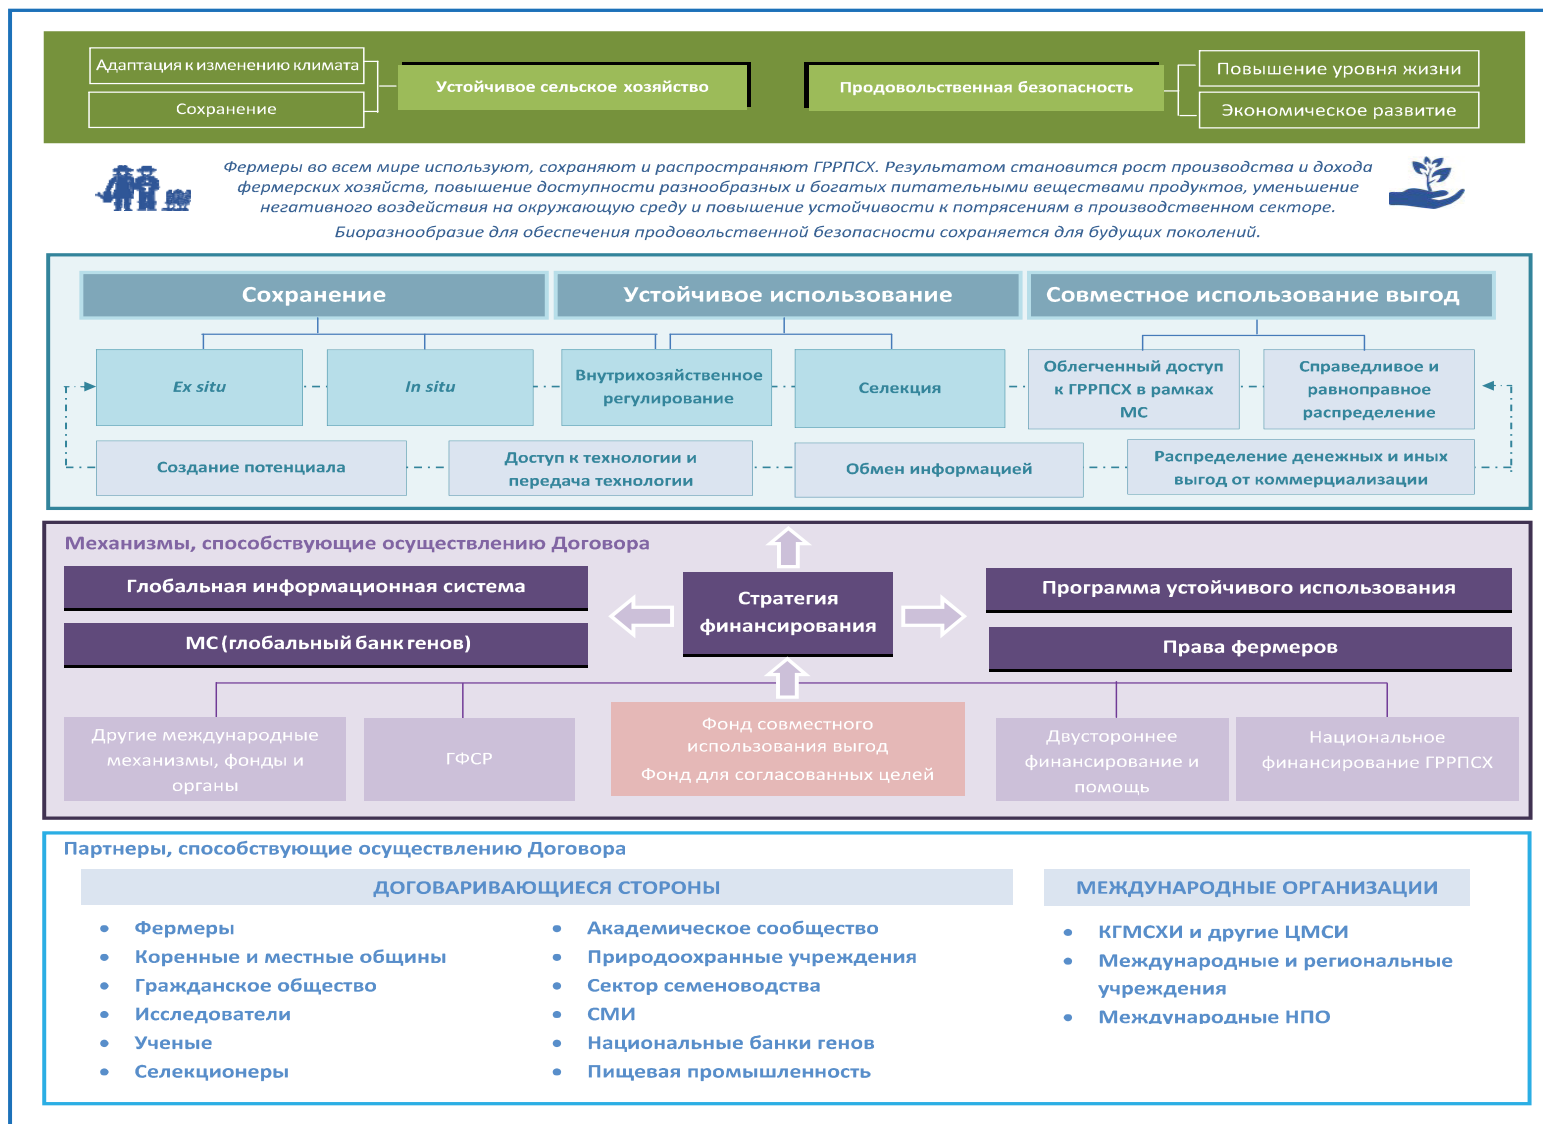 Адаптация к изменению климата
Сохранение
Устойчивое сельское хозяйство
Продовольственная безопасность
Повышение уровня жизни
Экономическое развитие
Фермеры во всем мире используют, сохраняют и распространяют ГРРПСХ. Результатом становится рост производства и дохода
фермерских хозяйств, повышение доступности разнообразных и богатых питательными веществами продуктов, уменьшение
негативного воздействия на окружающую среду и повышение устойчивости к потрясениям в производственном секторе.
Биоразнообразие для обеспечения продовольственной безопасности сохраняется для будущих поколений.
Сохранение
Устойчивое использование
Совместное использование выгод
Ex situ
In situ
Внутрихозяйственное
регулирование
Селекция
Облегченный доступ
к ГРРПСХ в рамках
МС
Справедливое и
равноправное
распределение
Создание потенциала
Доступ к технологии и
передача технологии
Обмен информацией
Распределение денежных и иных
выгод от коммерциализации
Механизмы, способствующие осуществлению Договора
Глобальная информационная система
МС (глобальный банк генов)
Стратегия
финансирования
Программа устойчивого использования
Права фермеров
Другие международные
механизмы, фонды и
органы
ГФСР
Фонд совместного
использования выгод
Фонд для согласованных целей
Двустороннее
финансирование и
помощь
Национальное
финансирование ГРРПСХ
Партнеры, способствующие осуществлению Договора
ДОГОВАРИВАЮЩИЕСЯ СТОРОНЫ
• Фермеры
• Коренные и местные общины
• Гражданское общество
• Исследователи
• Ученые
• Селекционеры
• Академическое сообщество
• Природоохранные учреждения
• Сектор семеноводства
• СМИ
• Национальные банки генов
• Пищевая промышленность
МЕЖДУНАРОДНЫЕ ОРГАНИЗАЦИИ
• КГМСХИ и другие ЦМСИ
• Международные и региональные
учреждения
• Международные НПО